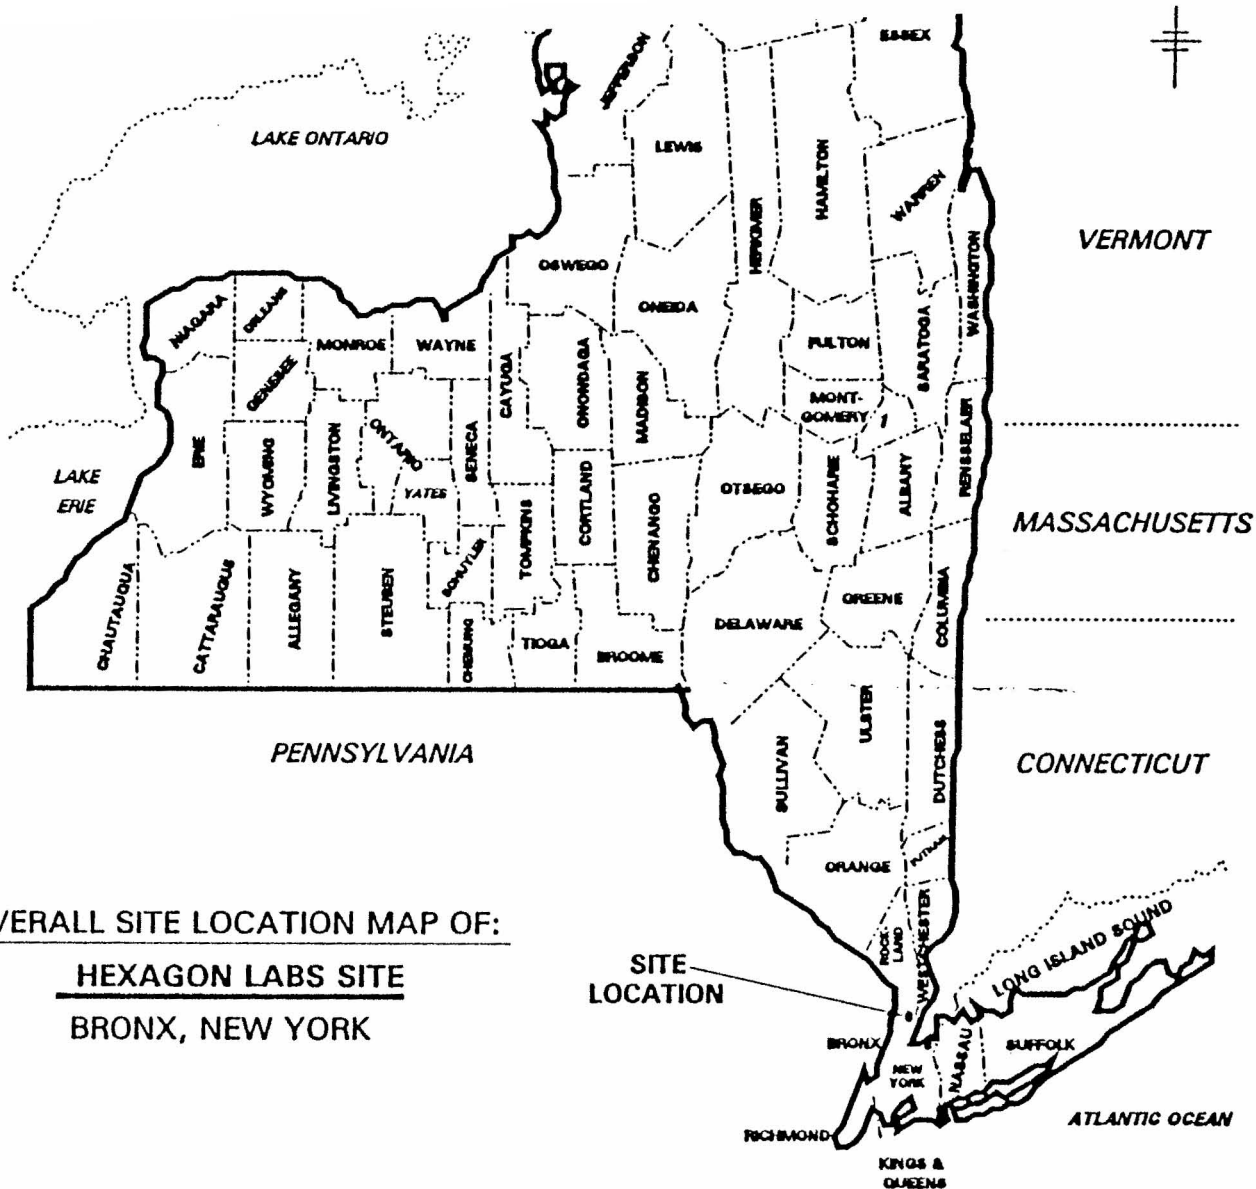 ESSEX
JEFFERSON
LAKE ONTARIO
LEWIS
HAMILTON
WARREN
HERKIMER
VERMONT
WASHINGTON
OSWEGO
ONEIDA
NIAGARA
ORLEANS
MONROE
WAYNE
FULTON
SARATOGA
GENESEE
CAYUGA
ONONDAGA
MADISON
MONT-
GOMERY
RENSSELAER
ERIE
WYOMING
LIVINGSTON
ONTARIO
SENECA
YATES
CORTLAND
OTSEGO
SCHOHARIE
ALBANY
LAKE
ERIE
MASSACHUSETTS
TOMPKINS
CHENANGO
SCHUYLER
CHAUTAUQUA
CATTARAUGUS
ALLEGANY
STEUBEN
GREENE
COLUMBIA
DELAWARE
CHEMUNG
TIOGA
BROOME
ULSTER
PENNSYLVANIA
SULLIVAN
DUTCHESS
CONNECTICUT
PUTNAM
ORANGE
VERALL SITE LOCATION MAP OF:
HEXAGON LABS SITE
BRONX, NEW YORK
ROCK-
LAND
WESTCHESTER
LONG ISLAND SOUND
SITE
LOCATION
BRONX
NEW
YORK
NASSAU
SUFFOLK
ATLANTIC OCEAN
RICHMOND
KINGS &
QUEENS